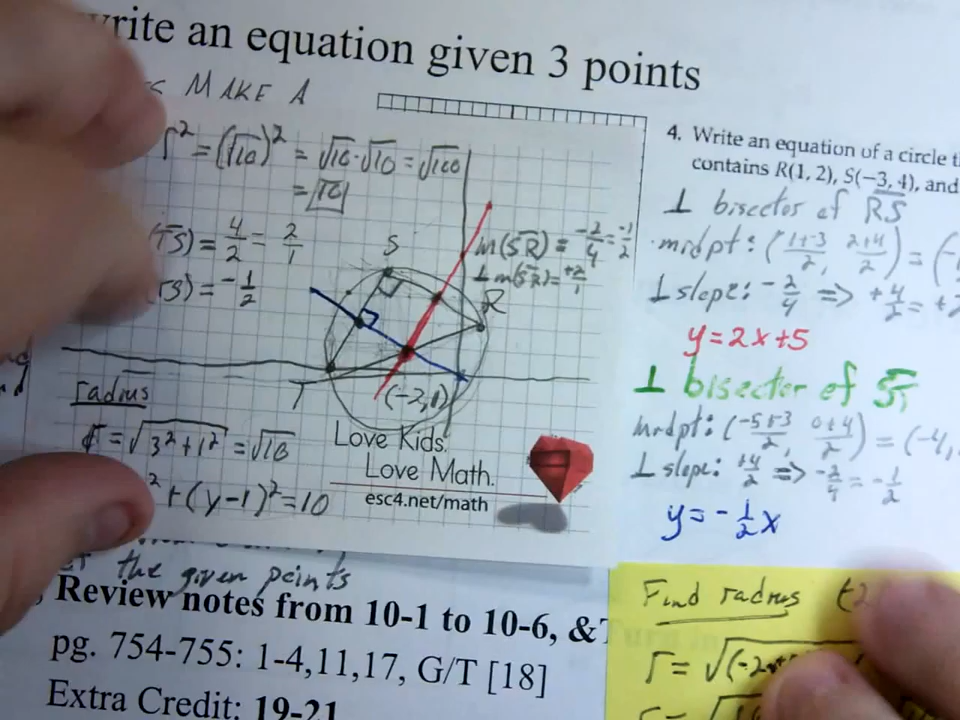 write an equation given 3 points
MAKE A
r² = (√10)² = √10·√10 = √100
= 10
(TS) = 4/2 = 2/1
(TS) = -1/2
S
m(SR) = -2/4 = -1/2
⊥ m(SR) = +2/1
R
T
(-2,1)
radius
r = √3²+1² = √10
² + (y-1)² = 10
Love Kids.
Love Math.
esc4.net/math
the given points
Review notes from 10-1 to 10-6, &
pg. 754-755: 1-4,11,17, G/T [18]
Extra Credit: 19-21
4. Write an equation of a circle
contains R(1, 2), S(−3, 4), and
⊥ bisector of RS
midpt: (1+-3/2, 2+4/2) = (-
⊥ slope: -2/4 => +4/2 = +
y = 2x+5
⊥ bisector of ST
midpt: (-5+-3/2, 0+4/2) = (-4,
⊥ slope: +4/2 => -2/4 = -1/2
y = -1/2x
Find radius
r = √(-2